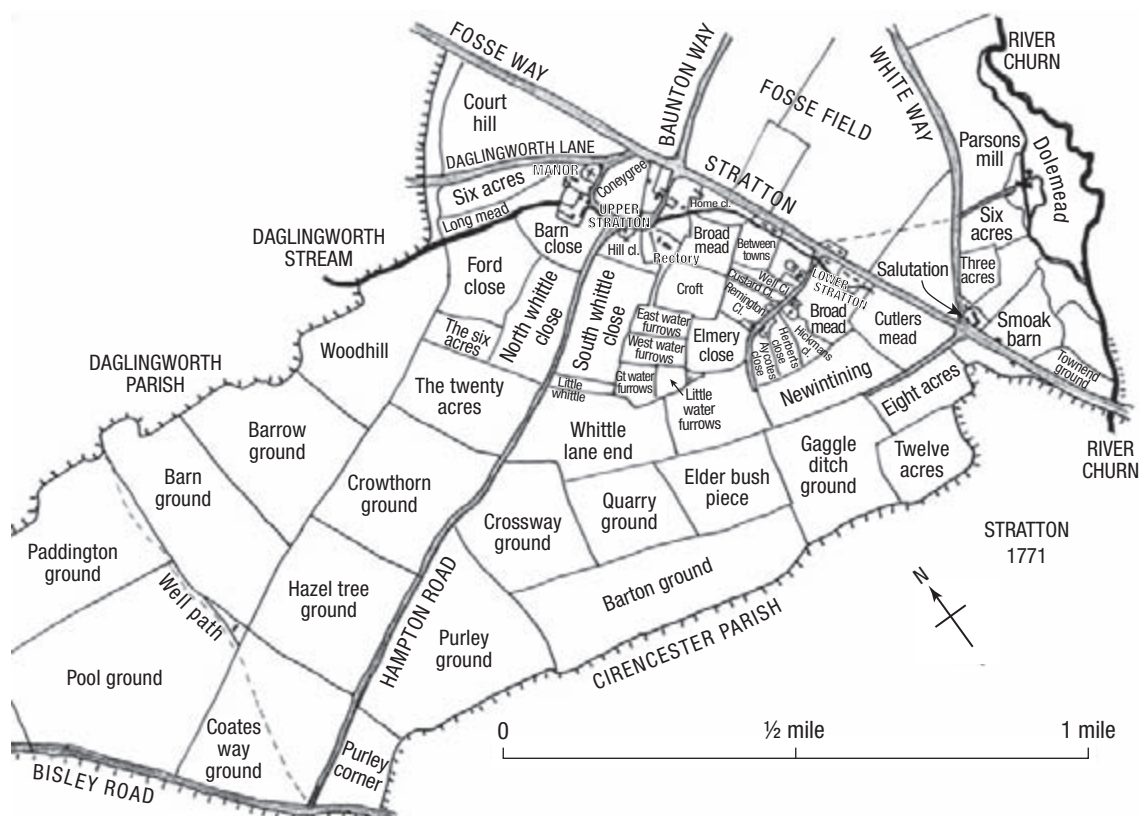 FOSSE WAY
BAUNTON WAY
WHITE WAY
RIVER
CHURN
Court
hill
FOSSE FIELD
Parsons
mill
Dolemead
DAGLINGWORTH LANE
STRATTON
MANOR
Coneygree
Six acres
Long mead
UPPER
STRATTON
Home cl.
Six
acres
DAGLINGWORTH
STREAM
Barn
close
Hill cl.
Rectory
Broad
mead
Between
towns
Well Cl.
Custard Cl.
Remington
Cl.
LOWER
STRATTON
Salutation
Three
acres
Ford
close
North whittle
close
South whittle
close
Croft
Broad
mead
Cutlers
mead
Smoak
barn
East water
furrows
West water
furrows
Gt water
furrows
Elmery
close
Aycotes
close
Herberts
close
Hickmans
cl.
Townend
ground
The six
acres
Woodhill
DAGLINGWORTH
PARISH
Little
whittle
Little
water
furrows
Newintining
Eight acres
The twenty
acres
Whittle
lane end
Barrow
ground
Gaggle
ditch
ground
Twelve
acres
RIVER
CHURN
Barn
ground
Crowthorn
ground
Elder bush
piece
Quarry
ground
Crossway
ground
STRATTON
1771
Paddington
ground
Well path
Hazel tree
ground
HAMPTON ROAD
Barton ground
N
Purley
ground
CIRENCESTER PARISH
Pool ground
Coates
way
ground
Purley
corner
0
½ mile
1 mile
BISLEY ROAD